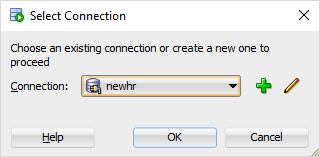 Select Connection
Choose an existing connection or create a new one to
proceed
Connection: newhr
Help OK Cancel